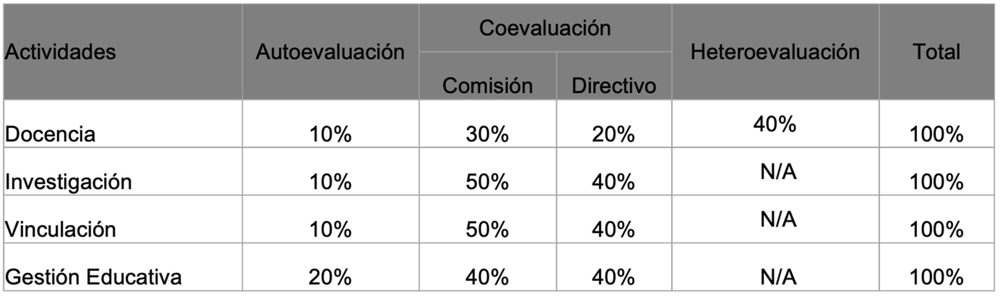 Actividades Autoevaluación Coevaluación Heteroevaluación Total
Comisión Directivo
Docencia 10% 30% 20% 40% 100%
Investigación 10% 50% 40% N/A 100%
Vinculación 10% 50% 40% N/A 100%
Gestión Educativa 20% 40% 40% N/A 100%